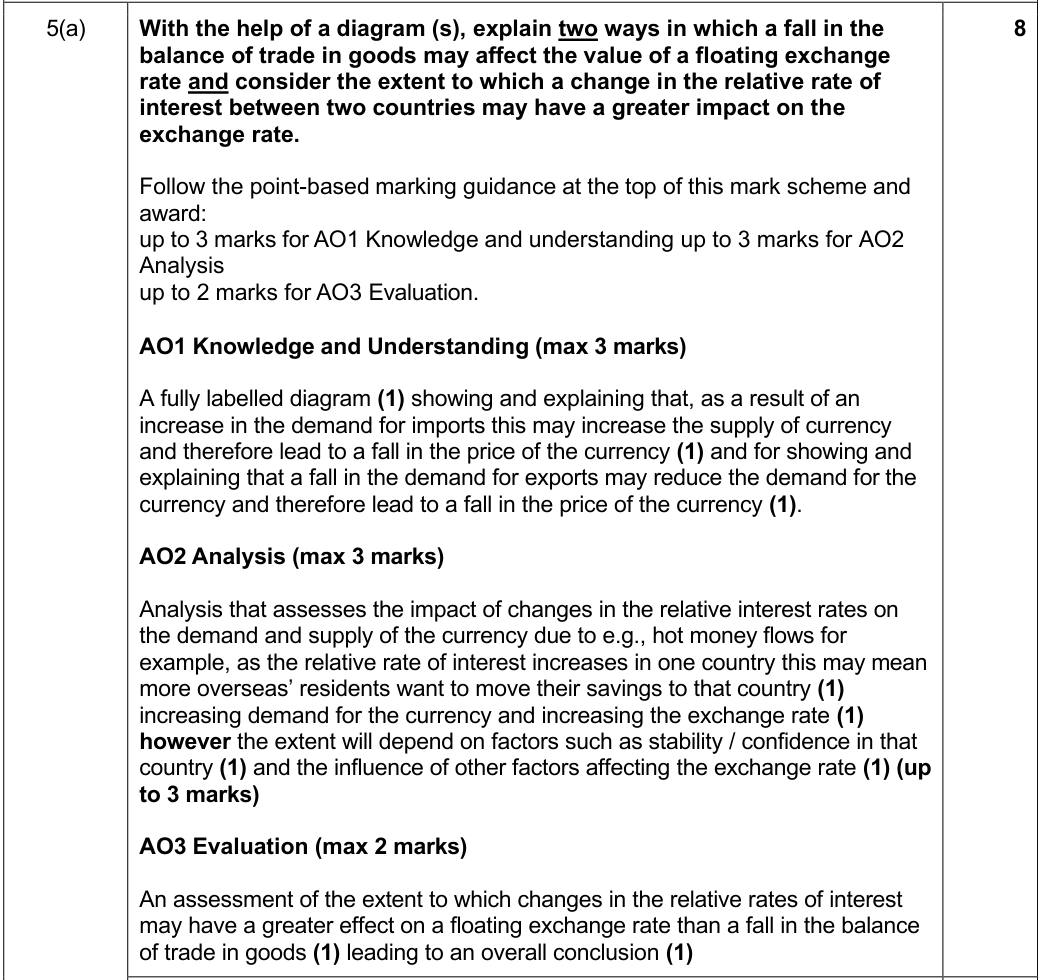 5(a)
With the help of a diagram (s), explain two ways in which a fall in the
balance of trade in goods may affect the value of a floating exchange
rate and consider the extent to which a change in the relative rate of
interest between two countries may have a greater impact on the
exchange rate.
8
Follow the point-based marking guidance at the top of this mark scheme and
award:
up to 3 marks for AO1 Knowledge and understanding up to 3 marks for AO2
Analysis
up to 2 marks for AO3 Evaluation.
AO1 Knowledge and Understanding (max 3 marks)
A fully labelled diagram (1) showing and explaining that, as a result of an
increase in the demand for imports this may increase the supply of currency
and therefore lead to a fall in the price of the currency (1) and for showing and
explaining that a fall in the demand for exports may reduce the demand for the
currency and therefore lead to a fall in the price of the currency (1).
AO2 Analysis (max 3 marks)
Analysis that assesses the impact of changes in the relative interest rates on
the demand and supply of the currency due to e.g., hot money flows for
example, as the relative rate of interest increases in one country this may mean
more overseas’ residents want to move their savings to that country (1)
increasing demand for the currency and increasing the exchange rate (1)
however the extent will depend on factors such as stability / confidence in that
country (1) and the influence of other factors affecting the exchange rate (1) (up
to 3 marks)
AO3 Evaluation (max 2 marks)
An assessment of the extent to which changes in the relative rates of interest
may have a greater effect on a floating exchange rate than a fall in the balance
of trade in goods (1) leading to an overall conclusion (1)